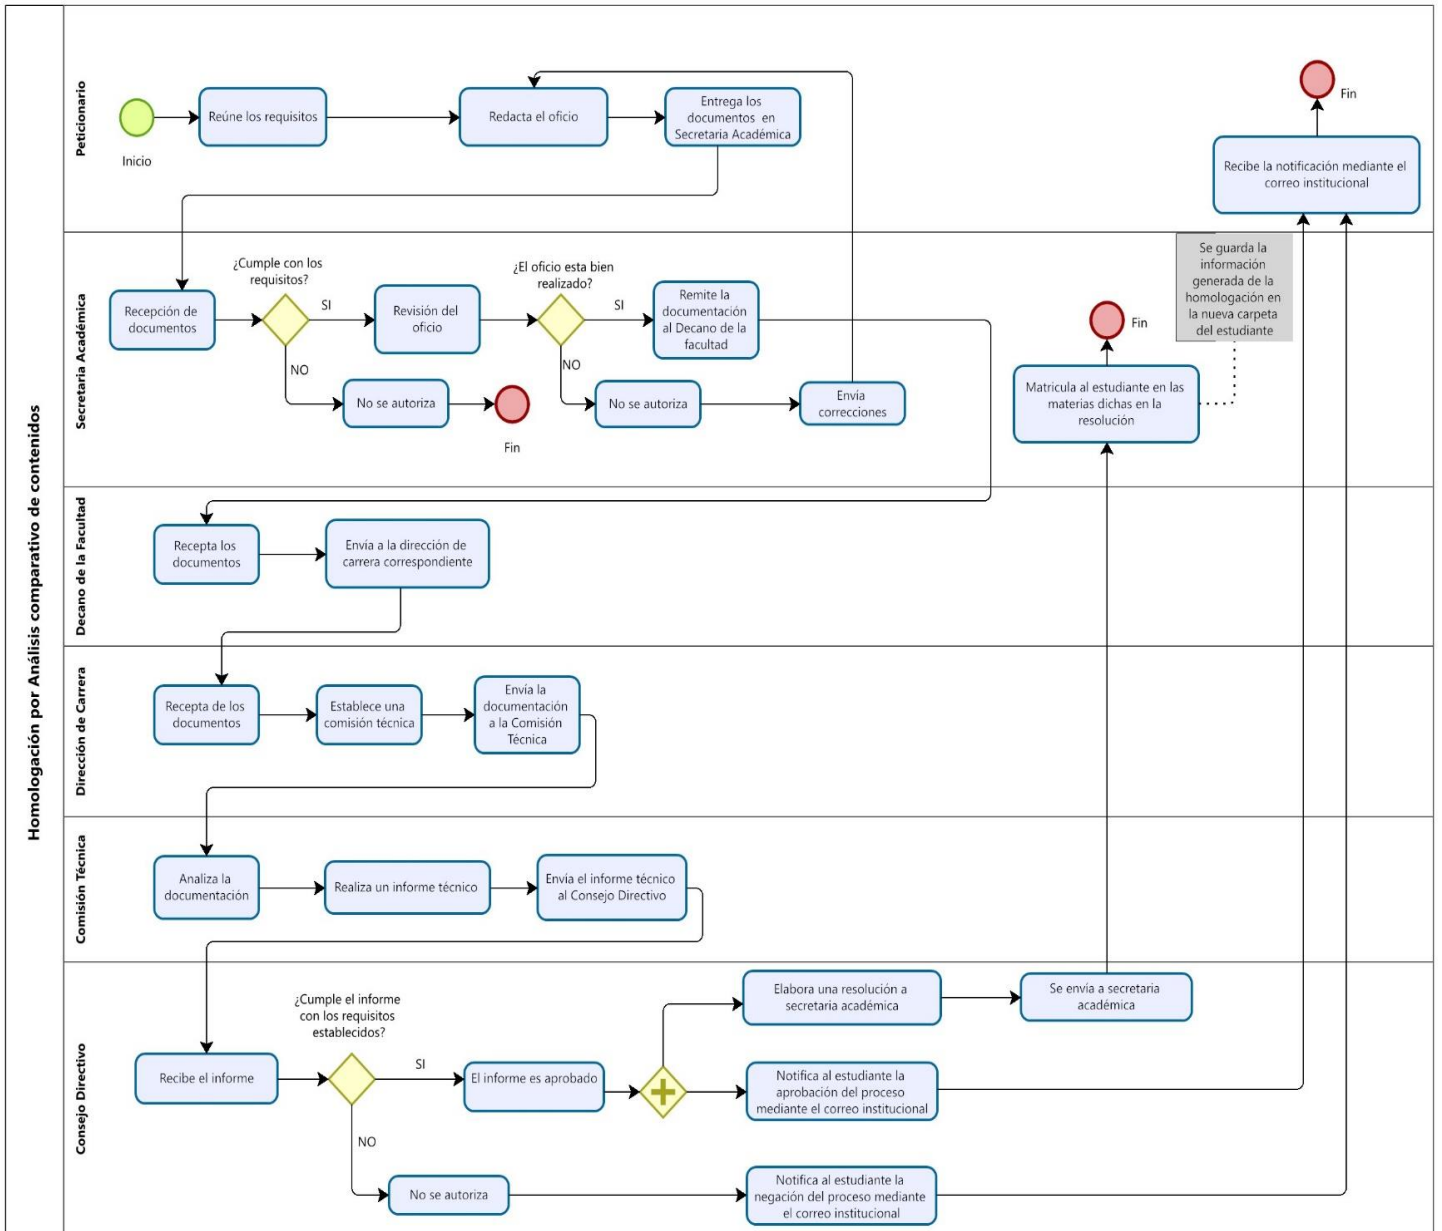 Homologación por Análisis comparativo de contenidos
Peticionario
Inicio
Reúne los requisitos
Redacta el oficio
Entrega los
documentos en
Secretaria Académica
Fin
Recibe la notificación mediante el
correo institucional
Secretaria Académica
Recepción de
documentos
¿Cumple con los
requisitos?
SI
NO
Revisión del
oficio
No se autoriza
Fin
¿El oficio esta bien
realizado?
SI
NO
Remite la
documentación
al Decano de la
facultad
No se autoriza
Envía
correcciones
Fin
Matricula al estudiante en las
materias dichas en la
resolución
Se guarda la
información
generada de la
homologación en
la nueva carpeta
del estudiante
Decano de la Facultad
Recepta los
documentos
Envía a la dirección de
carrera correspondiente
Dirección de Carrera
Recepta de los
documentos
Establece una
comisión técnica
Envía la
documentación
a la Comisión
Técnica
Comisión Técnica
Analiza la
documentación
Realiza un informe técnico
Envía el informe técnico
al Consejo Directivo
Consejo Directivo
Recibe el informe
¿Cumple el informe
con los requisitos
establecidos?
SI
NO
El informe es aprobado
Elabora una resolución a
secretaria académica
Se envía a secretaria
académica
Notifica al estudiante la
aprobación del proceso
mediante el correo institucional
No se autoriza
Notifica al estudiante la
negación del proceso mediante
el correo institucional